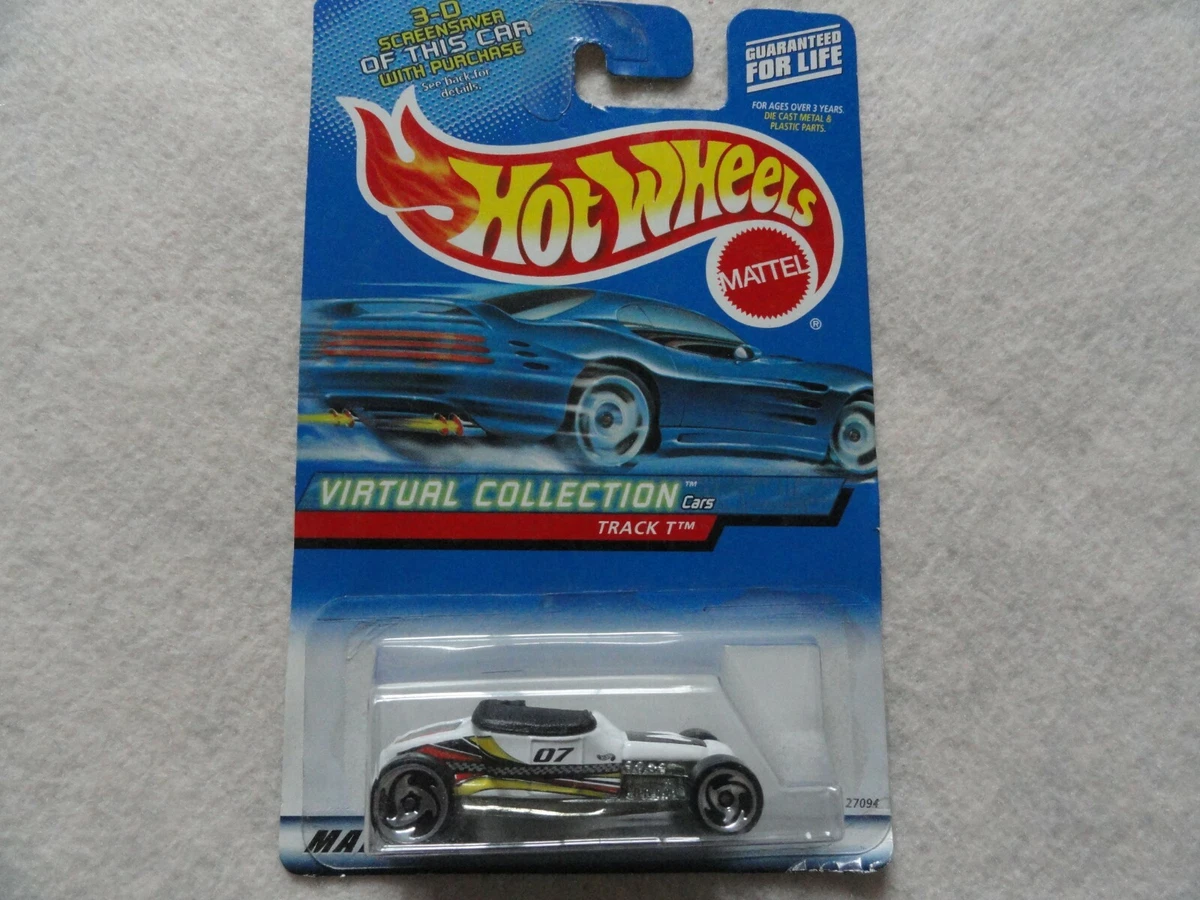 3-D
SCREENSAVER
OF THIS CAR
WITH PURCHASE
See back for
details.
GUARANTEED
FOR LIFE
FOR AGES OVER 3 YEARS.
DIE CAST METAL &
PLASTIC PARTS.
HOT WHEELS
MATTEL
®
VIRTUAL COLLECTION™
Cars
TRACK T™
07
27094